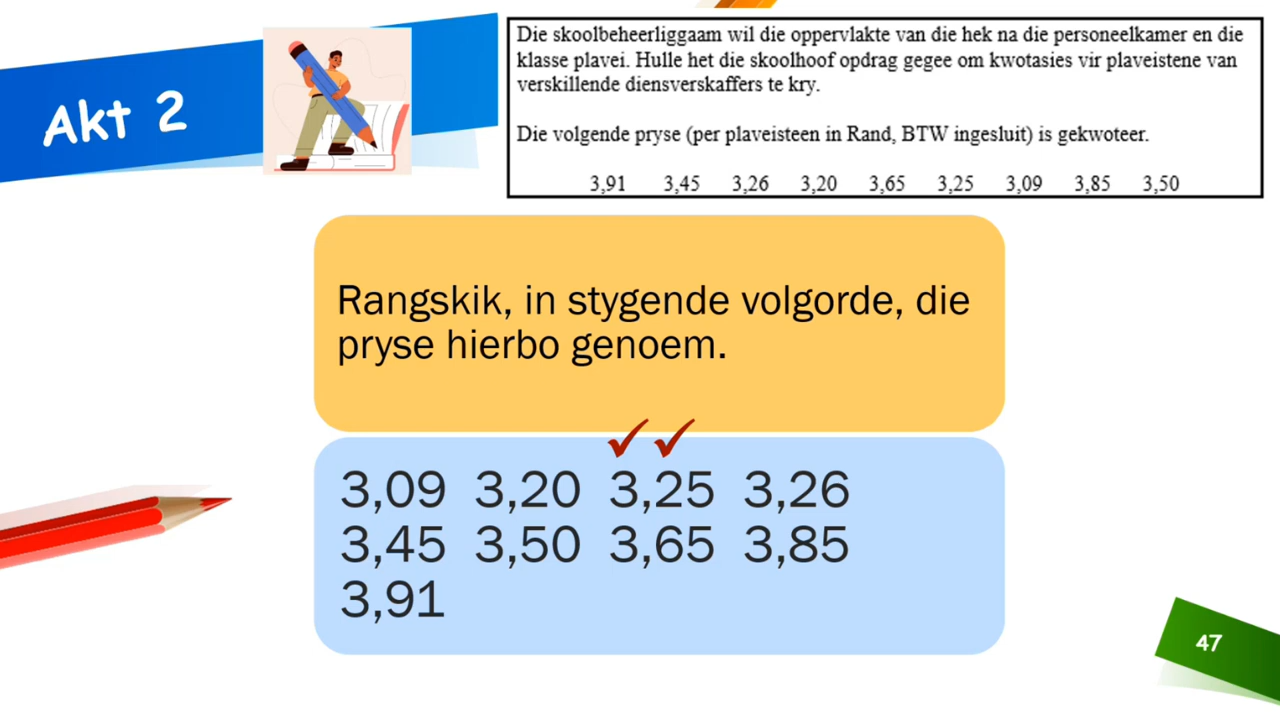 Akt 2
Die skoolbeheerliggaam wil die oppervlakte van die hek na die personeelkamer en die
klasse plavei. Hulle het die skoolhoof opdrag gegee om kwotasies vir plaveistene van
verskillende diensverskaffers te kry.
Die volgende pryse (per plaveisteen in Rand, BTW ingesluit) is gekwoteer.
3,91 3,45 3,26 3,20 3,65 3,25 3,09 3,85 3,50
Rangskik, in stygende volgorde, die
pryse hierbo genoem.
3,09 3,20 3,25 3,26
3,45 3,50 3,65 3,85
3,91
47